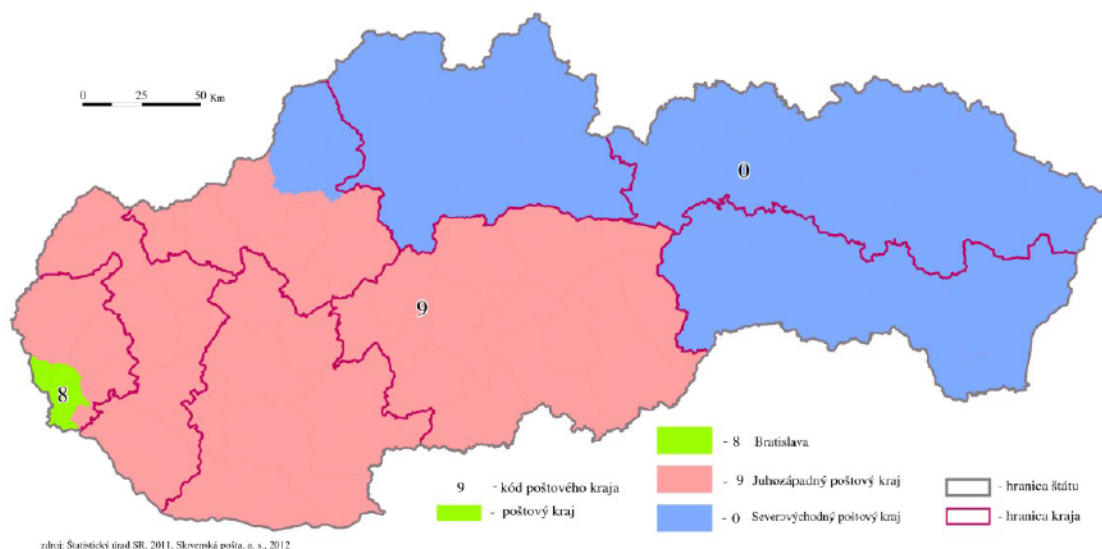 0 25 50 Km
0
9
8
- 8 Bratislava
- 9 Juhozápadný poštový kraj
- 0 Severovýchodný poštový kraj
9 - kód poštového kraja
- poštový kraj
- hranica štátu
- hranica kraja
zdroj: Štatistický úrad SR, 2011, Slovenská pošta, a. s., 2012